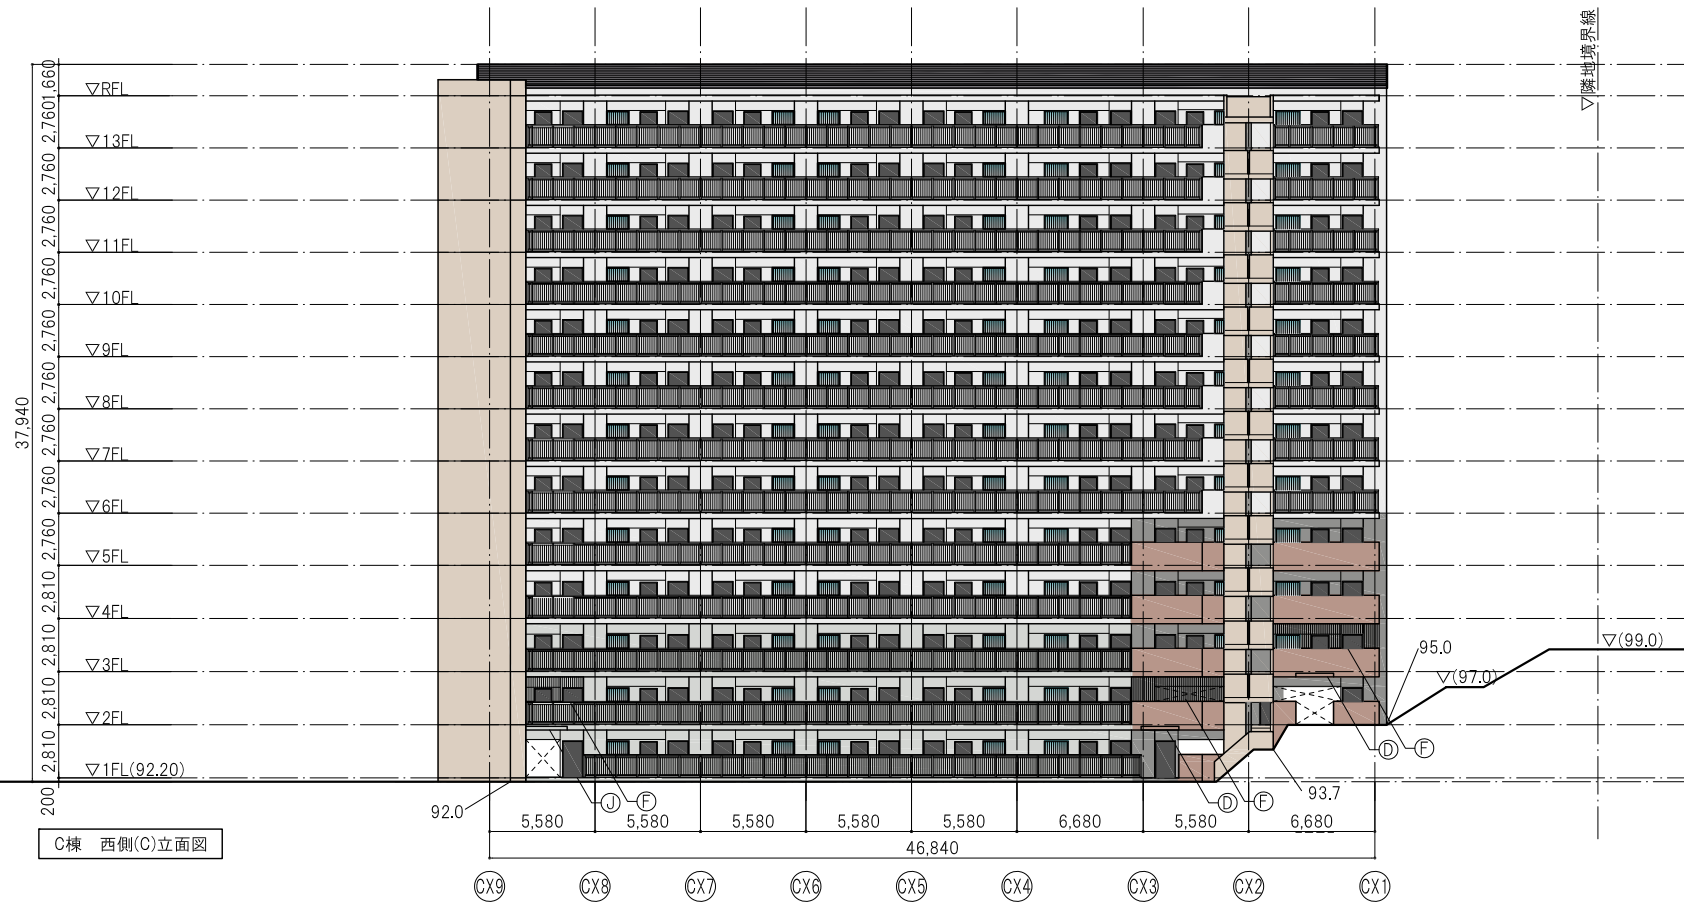 ▽隣地境界線
1,660
▽RFL
2,760
▽13FL
2,760
▽12FL
2,760
▽11FL
2,760
▽10FL
2,760
▽9FL
2,760
▽8FL
37,940
2,760
▽7FL
2,760
▽6FL
2,760
▽5FL
2,810
▽4FL
2,810
▽3FL
2,810
▽2FL
2,810
▽1FL(92.20)
200
▽(99.0)
95.0
▽(97.0)
D
F
J
F
D
F
93.7
92.0
5,580
5,580
5,580
5,580
5,580
6,680
5,580
6,680
46,840
C棟 西側(C)立面図
CX9
CX8
CX7
CX6
CX5
CX4
CX3
CX2
CX1